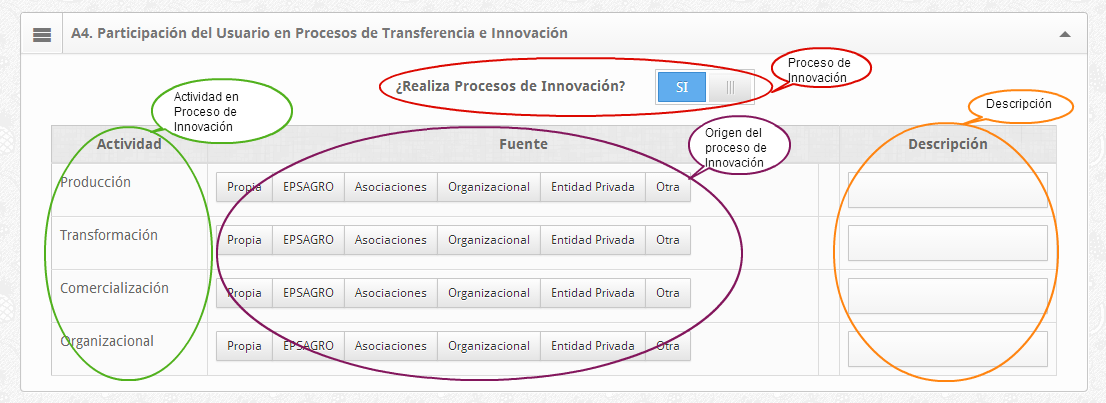 A4. Participación del Usuario en Procesos de Transferencia e Innovación
¿Realiza Procesos de Innovación?
SI
Proceso de
Innovación
Actividad en
Proceso de
Innovación
Origen del
proceso de
Innovación
Descripción
Actividad Fuente Descripción
Producción Propia EPSAGRO Asociaciones Organizacional Entidad Privada Otra
Transformación Propia EPSAGRO Asociaciones Organizacional Entidad Privada Otra
Comercialización Propia EPSAGRO Asociaciones Organizacional Entidad Privada Otra
Organizacional Propia EPSAGRO Asociaciones Organizacional Entidad Privada Otra